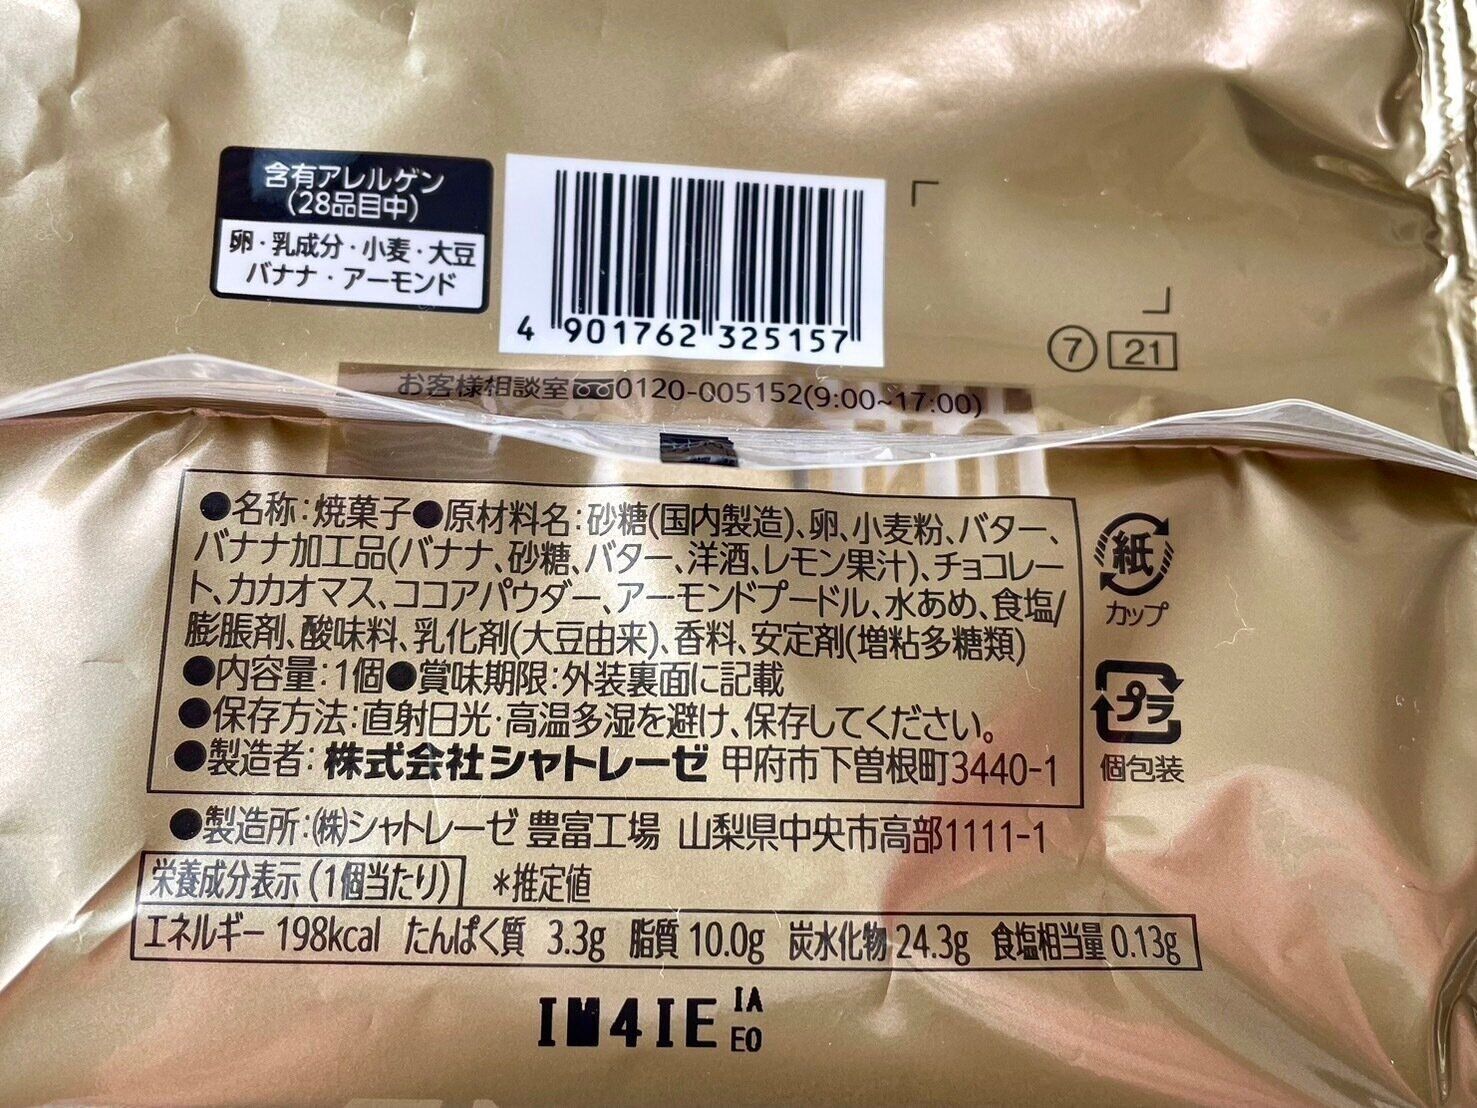 含有アレルゲン
(28品目中)
卵・乳成分・小麦・大豆
バナナ・アーモンド
4 901762 325157
7 21
お客様相談室 0120-005152(9:00~17:00)
●名称:焼菓子●原材料名:砂糖(国内製造)、卵、小麦粉、バター、
バナナ加工品(バナナ、砂糖、バター、洋酒、レモン果汁)、チョコレー
ト、カカオマス、ココアパウダー、アーモンドプードル、水あめ、食塩/
膨脹剤、酸味料、乳化剤(大豆由来)、香料、安定剤(増粘多糖類)
●内容量:1個●賞味期限:外装裏面に記載
●保存方法:直射日光・高温多湿を避け、保存してください。
●製造者:株式会社シャトレーゼ 甲府市下曽根町3440-1
紙
カップ
プラ
個包装
●製造所:(株)シャトレーゼ 豊富工場 山梨県中央市高部1111-1
栄養成分表示(1個当たり) *推定値
エネルギー 198kcal たんぱく質 3.3g 脂質 10.0g 炭水化物 24.3g 食塩相当量 0.13g
IA
EO